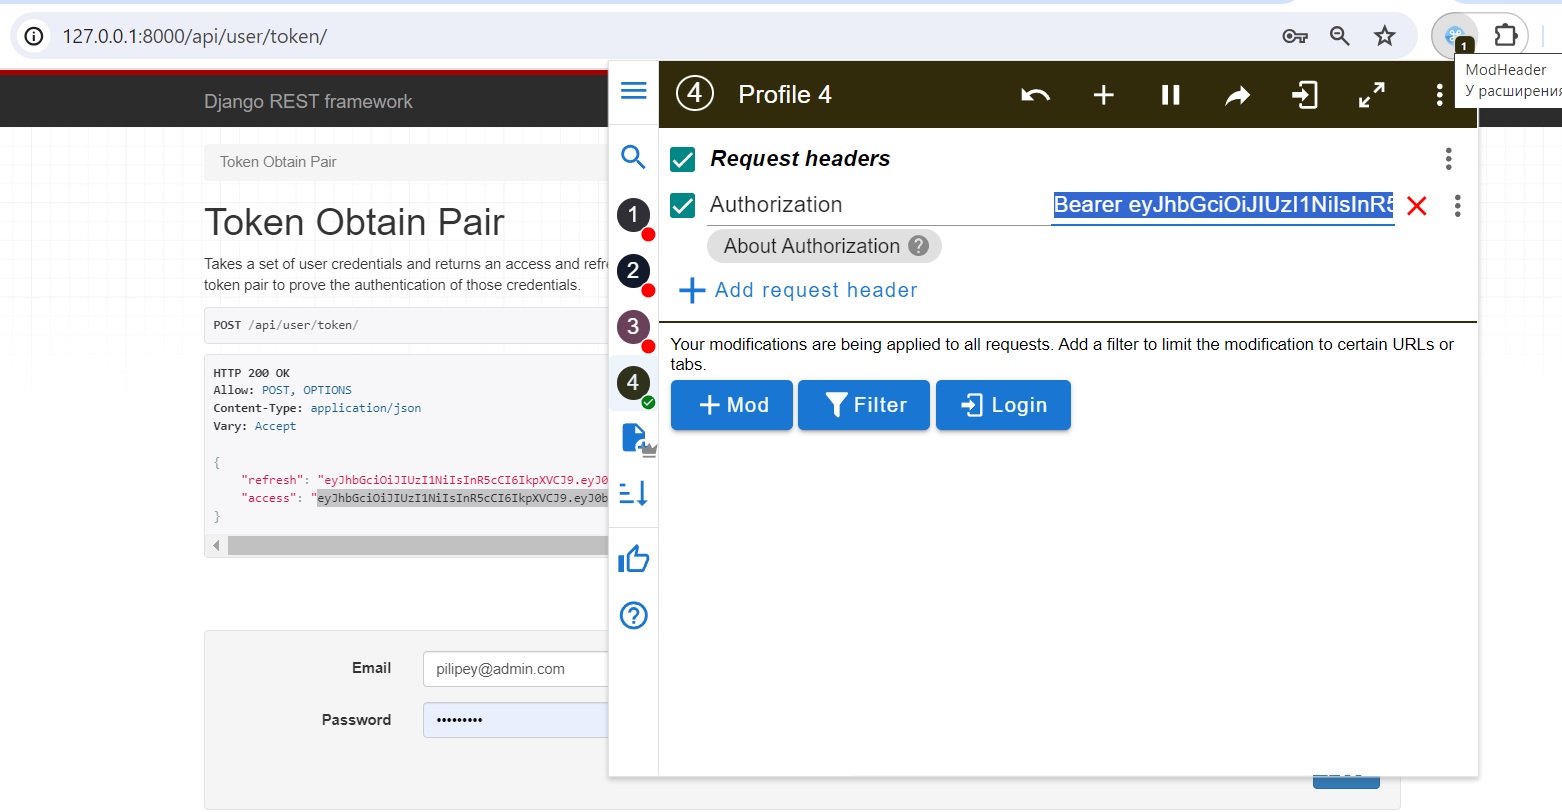 127.0.0.1:8000/api/user/token/
1
ModHeader
У расширения
Django REST framework
4 Profile 4
Token Obtain Pair
Request headers
Token Obtain Pair
Authorization Bearer eyJhbGciOiJIUzI1NiIsInR5
1
About Authorization ?
Takes a set of user credentials and returns an access and refre
token pair to prove the authentication of those credentials.
2
Add request header
POST /api/user/token/
3
Your modifications are being applied to all requests. Add a filter to limit the modification to certain URLs or
tabs.
HTTP 200 OK
Allow: POST, OPTIONS
Content-Type: application/json
Vary: Accept
4
+ Mod
Filter
Login
{
"refresh": "eyJhbGciOiJIUzI1NiIsInR5cCI6IkpXVCJ9.eyJ0
"access": "eyJhbGciOiJIUzI1NiIsInR5cCI6IkpXVCJ9.eyJ0b
}
Email
pilipey@admin.com
Password
•••••••••